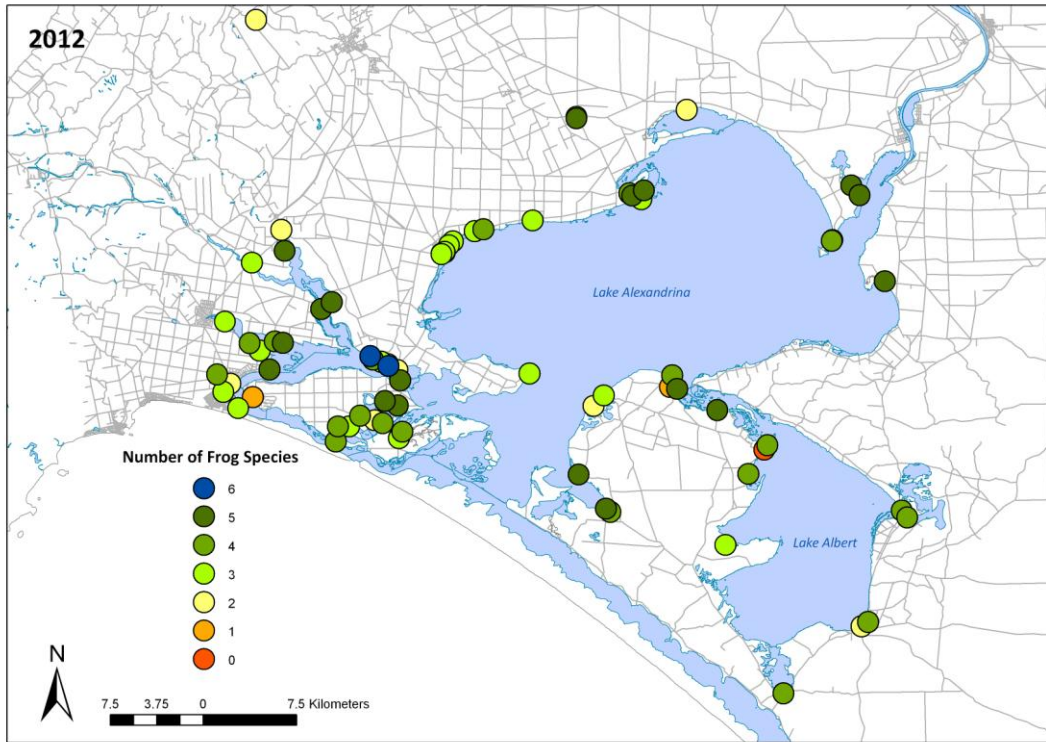 2012
Lake Alexandrina
Number of Frog Species
6
5
4
3
2
1
0
Lake Albert
N
7.5 3.75 0 7.5 Kilometers